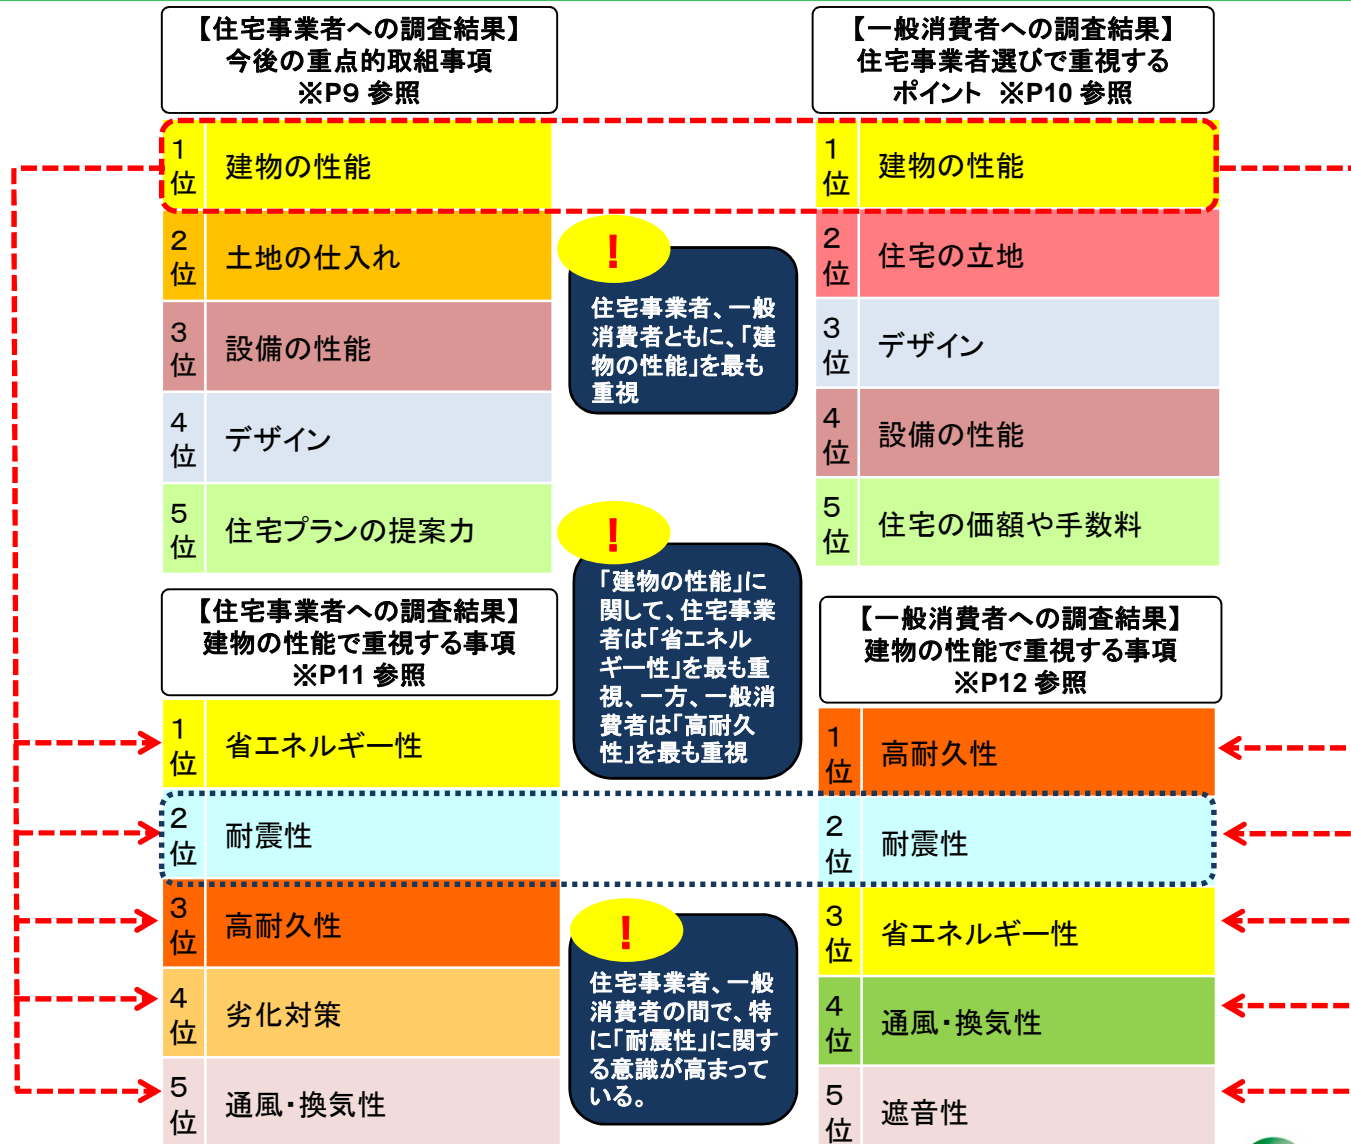 【住宅事業者への調査結果】
今後の重点的取組事項
※P9 参照
1位 建物の性能
2位 土地の仕入れ
3位 設備の性能
4位 デザイン
5位 住宅プランの提案力
【一般消費者への調査結果】
住宅事業者選びで重視する
ポイント ※P10 参照
1位 建物の性能
2位 住宅の立地
3位 デザイン
4位 設備の性能
5位 住宅の価額や手数料
!
住宅事業者、一般
消費者ともに、「建
物の性能」を最も
重視
!
「建物の性能」に
関して、住宅事業
者は「省エネル
ギー性」を最も重
視、一方、一般消
費者は「高耐久
性」を最も重視
【住宅事業者への調査結果】
建物の性能で重視する事項
※P11 参照
1位 省エネルギー性
2位 耐震性
3位 高耐久性
4位 劣化対策
5位 通風・換気性
【一般消費者への調査結果】
建物の性能で重視する事項
※P12 参照
1位 高耐久性
2位 耐震性
3位 省エネルギー性
4位 通風・換気性
5位 遮音性
!
住宅事業者、一般
消費者の間で、特
に「耐震性」に関す
る意識が高まって
いる。